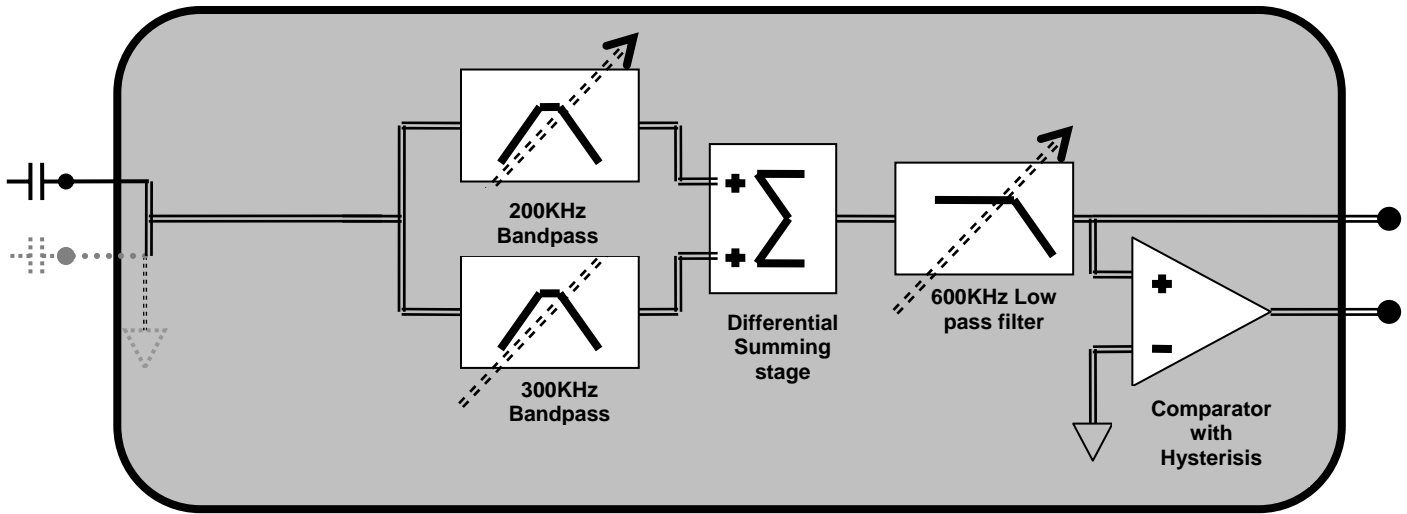 200KHz
Bandpass
300KHz
Bandpass
Differential
Summing
stage
600KHz Low
pass filter
Comparator
with
Hysterisis